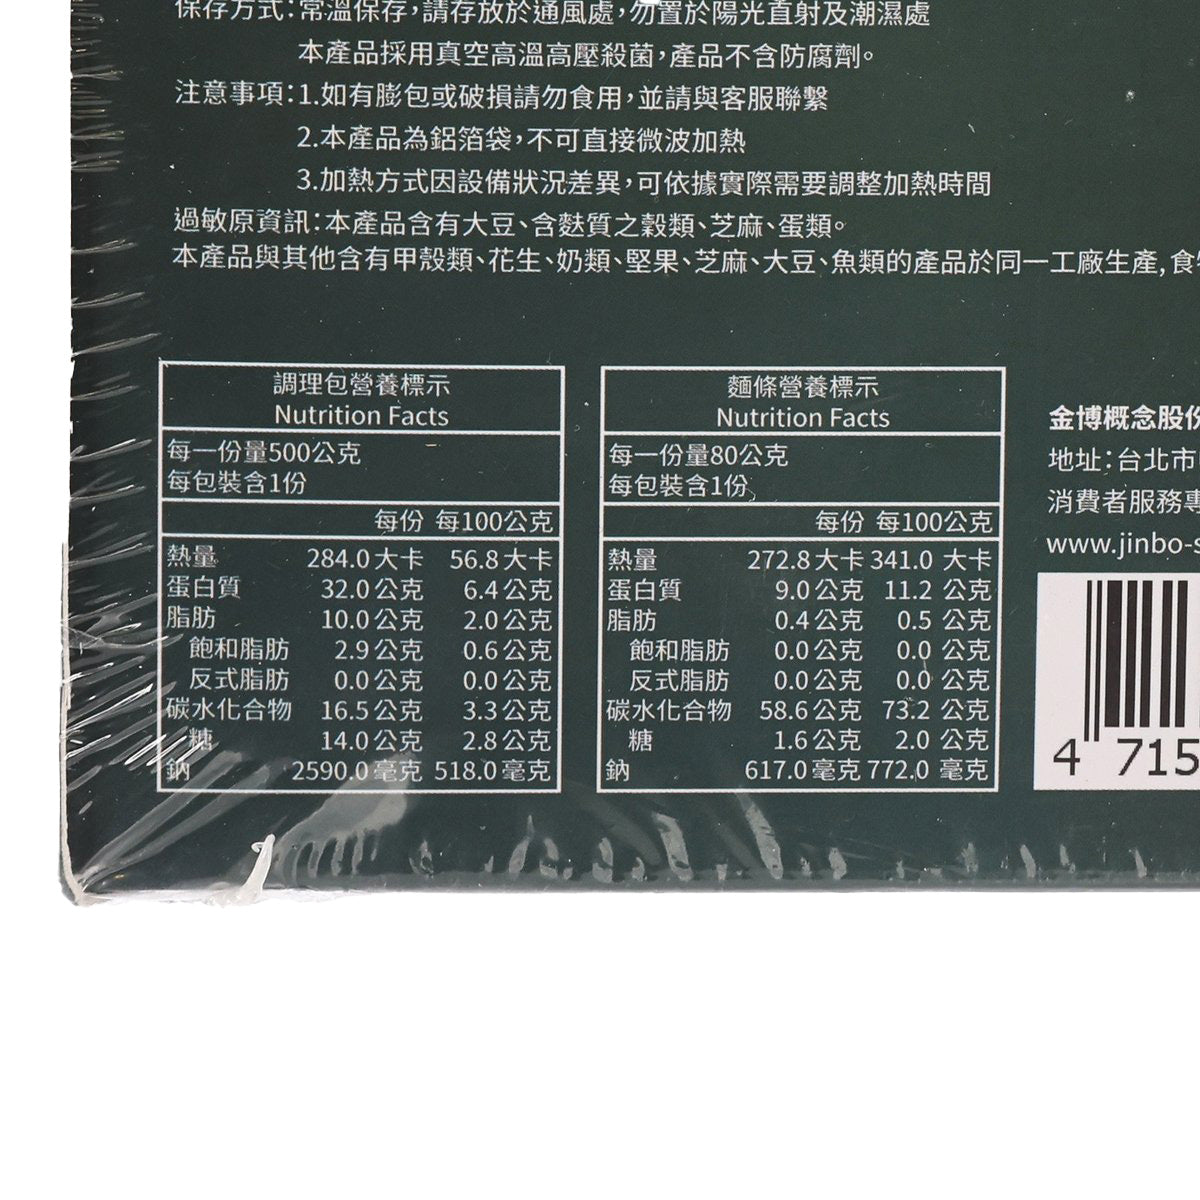 保存方式:常溫保存,請存放於通風處,勿置於陽光直射及潮濕處
本產品採用真空高溫高壓殺菌,產品不含防腐劑。
注意事項:1.如有膨包或破損請勿食用,並請與客服聯繫
2.本產品為鋁箔袋,不可直接微波加熱
3.加熱方式因設備狀況差異,可依據實際需要調整加熱時間
過敏原資訊:本產品含有大豆、含麩質之穀類、芝麻、蛋類。
本產品與其他含有甲殼類、花生、奶類、堅果、芝麻、大豆、魚類的產品於同一工廠生產,食
調理包營養標示
Nutrition Facts
每一份量500公克
每包裝含1份
每份 每100公克
熱量 284.0大卡 56.8大卡
蛋白質 32.0公克 6.4公克
脂肪 10.0公克 2.0公克
飽和脂肪 2.9公克 0.6公克
反式脂肪 0.0公克 0.0公克
碳水化合物 16.5公克 3.3公克
糖 14.0公克 2.8公克
鈉 2590.0毫克 518.0毫克
麵條營養標示
Nutrition Facts
每一份量80公克
每包裝含1份
每份 每100公克
熱量 272.8大卡 341.0 大卡
蛋白質 9.0公克 11.2 公克
脂肪 0.4公克 0.5 公克
飽和脂肪 0.0公克 0.0 公克
反式脂肪 0.0公克 0.0 公克
碳水化合物 58.6公克 73.2 公克
糖 1.6公克 2.0 公克
鈉 617.0毫克 772.0 毫克
金博概念股份
地址:台北市
消費者服務專
www.jinbo-s
4 715